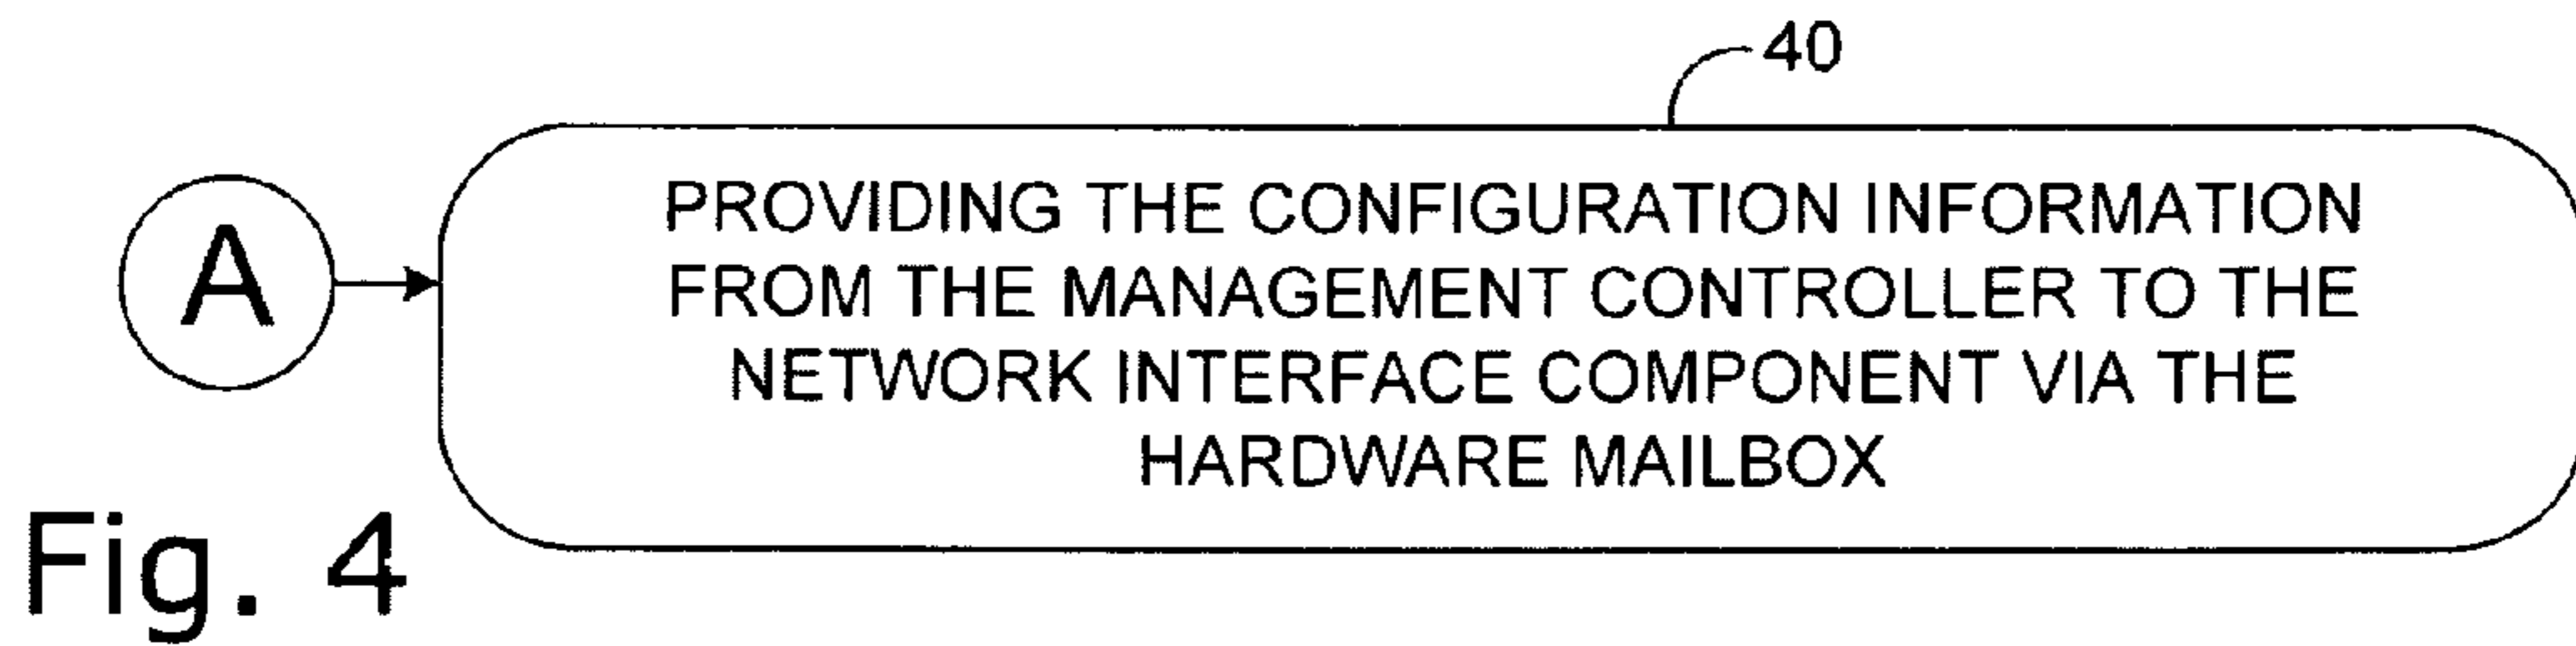 40
A
PROVIDING THE CONFIGURATION INFORMATION
FROM THE MANAGEMENT CONTROLLER TO THE
NETWORK INTERFACE COMPONENT VIA THE
HARDWARE MAILBOX
Fig. 4